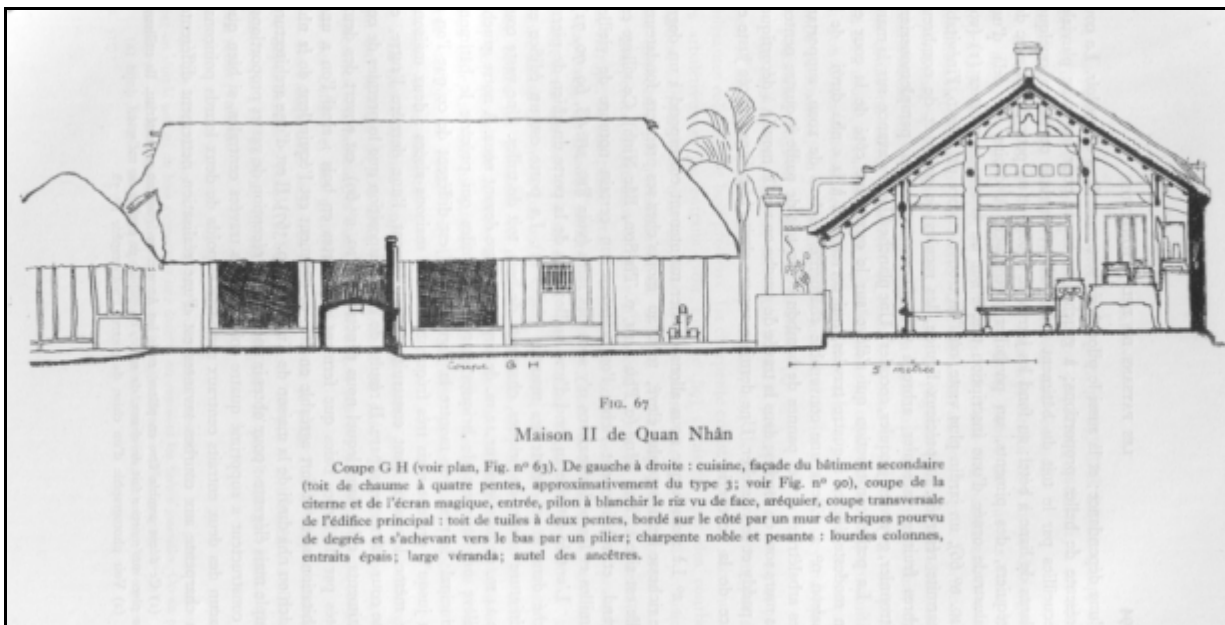 Coupe G H
5 mètres
FIG. 67
Maison II de Quan Nhân
Coupe G H (voir plan, Fig. nº 63). De gauche à droite : cuisine, façade du bâtiment secondaire
(toit de chaume à quatre pentes, approximativement du type 3; voir Fig. nº 90), coupe de la
citerne et de l'écran magique, entrée, pilon à blanchir le riz vu de face, aréquier, coupe transversale
de l'édifice principal : toit de tuiles à deux pentes, bordé sur le côté par un mur de briques pourvu
de degrés et s'achevant vers le bas par un pilier; charpente noble et pesante : lourdes colonnes,
entraits épais; large véranda; autel des ancêtres.